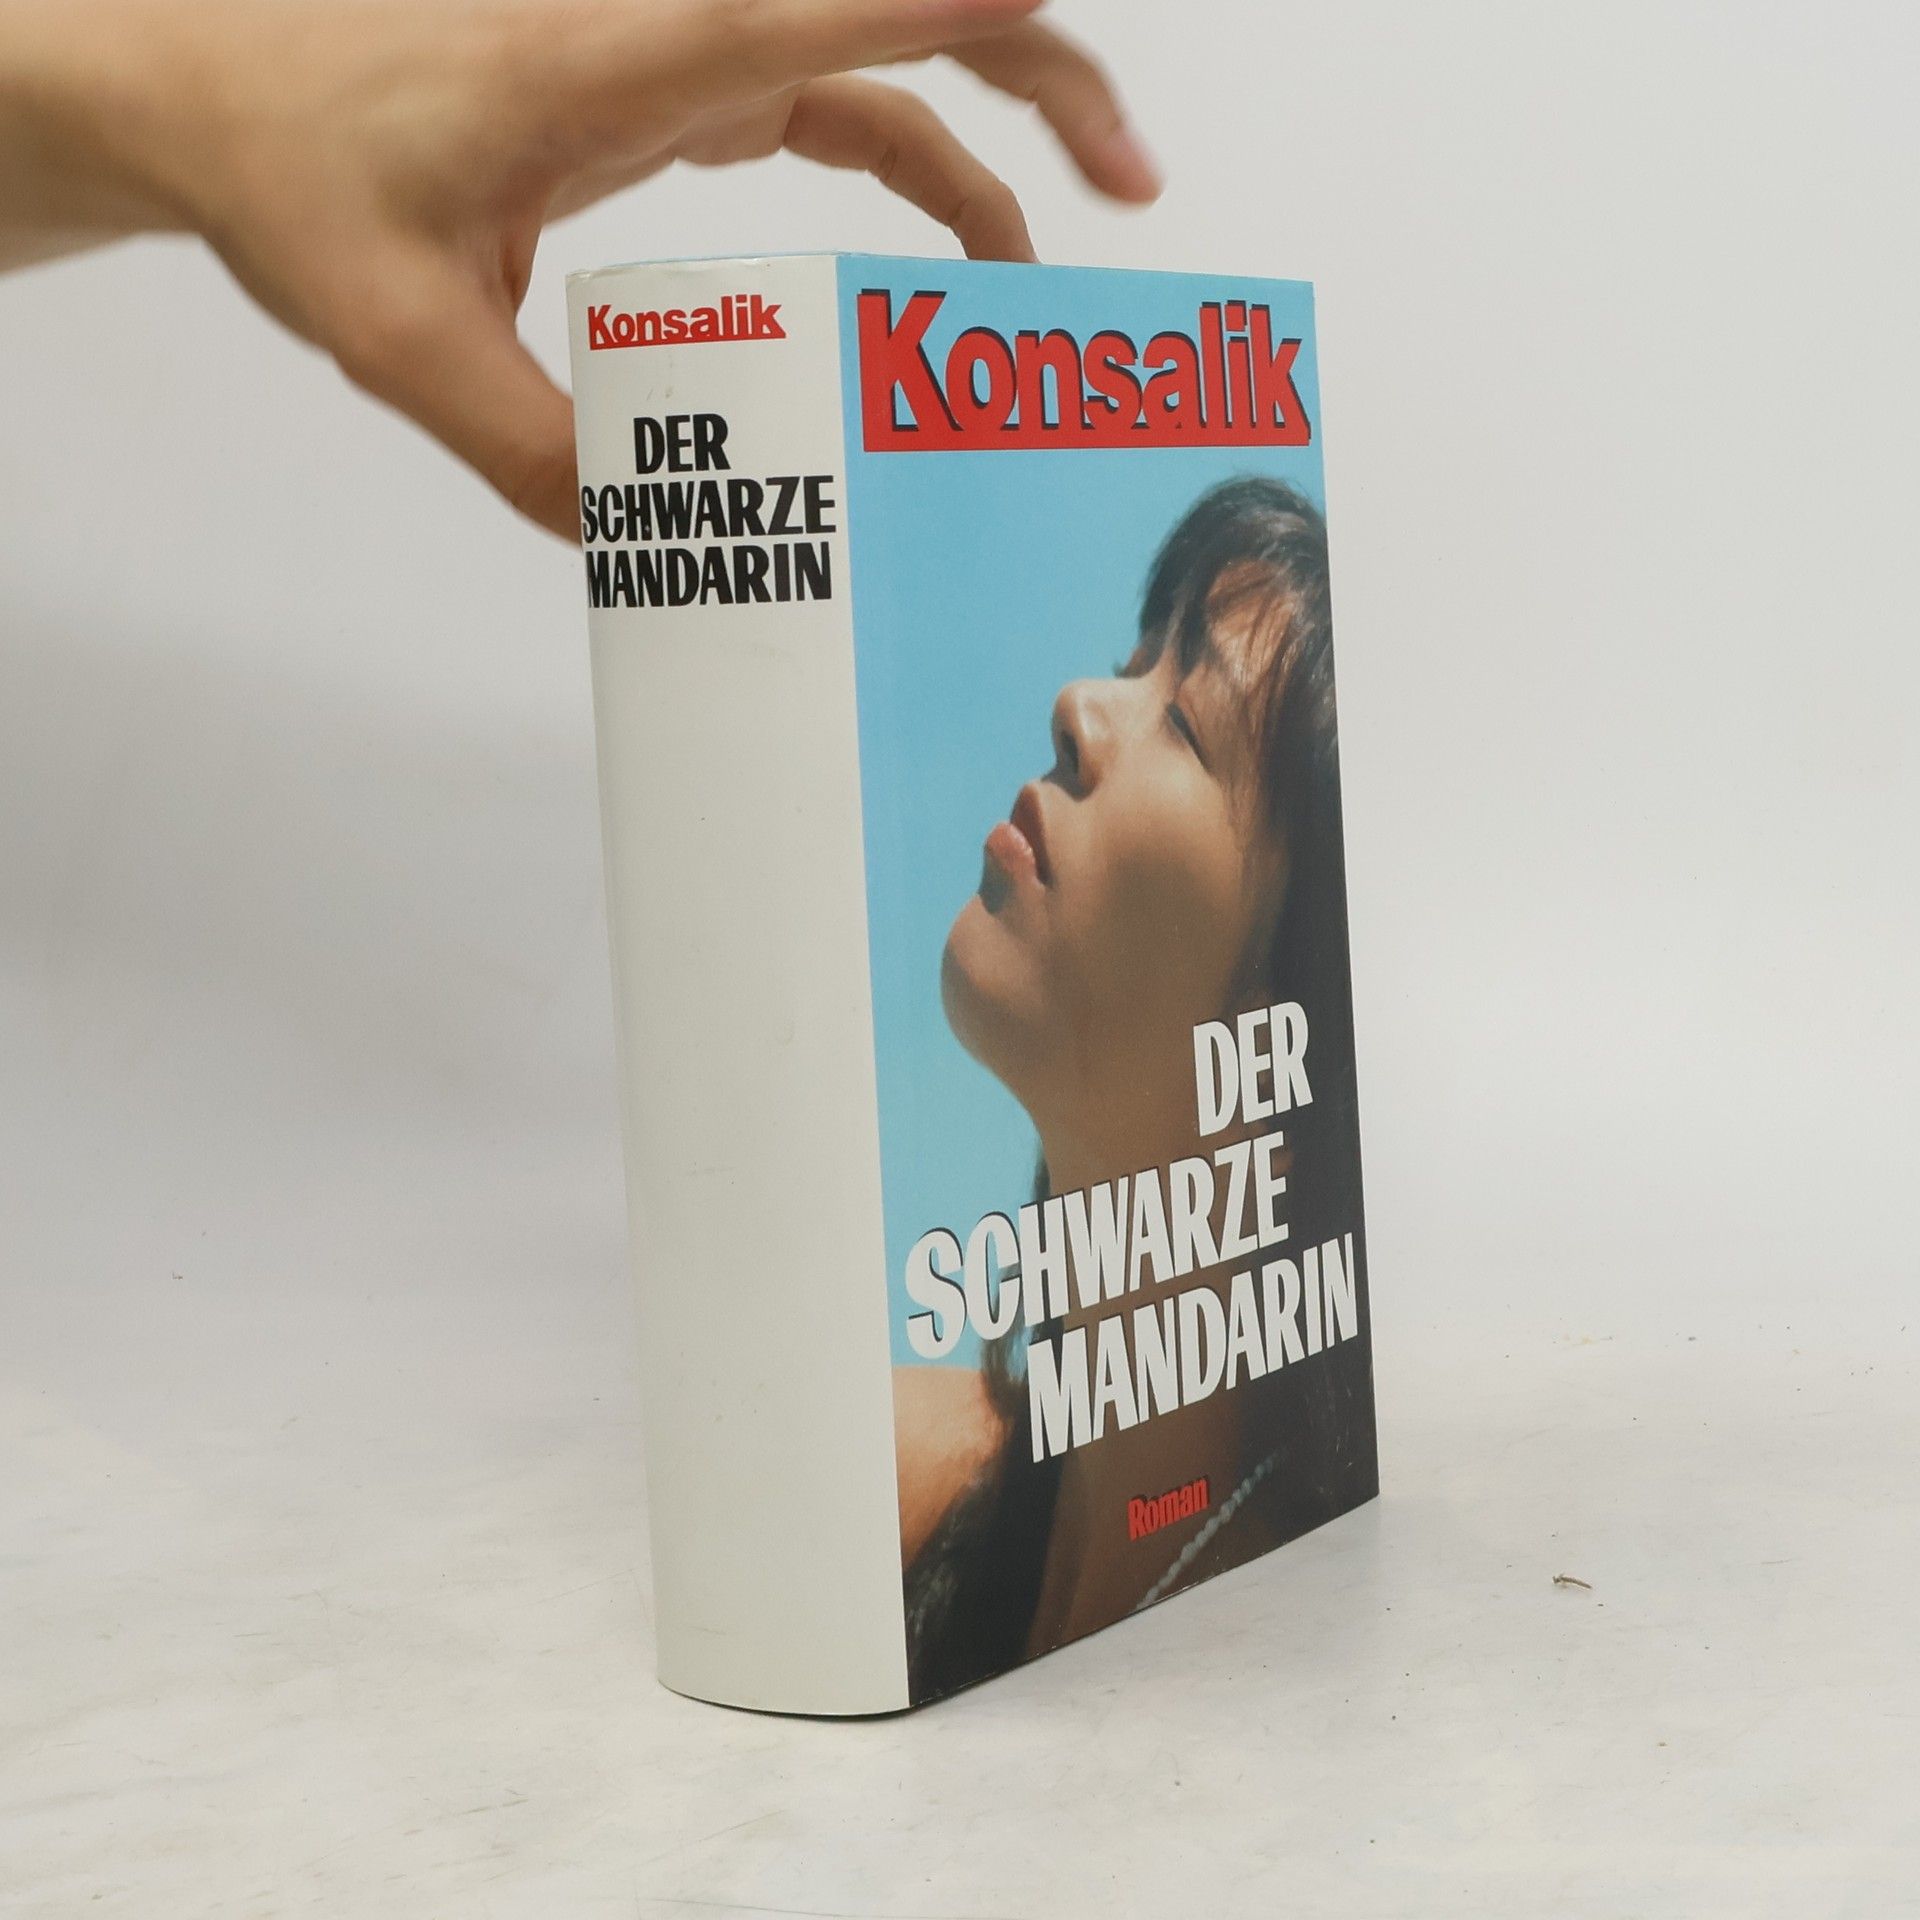 Konsalik
DER
SCHWARZE
MANDARIN
Konsalik
DER
SCHWARZE
MANDARIN
Roman